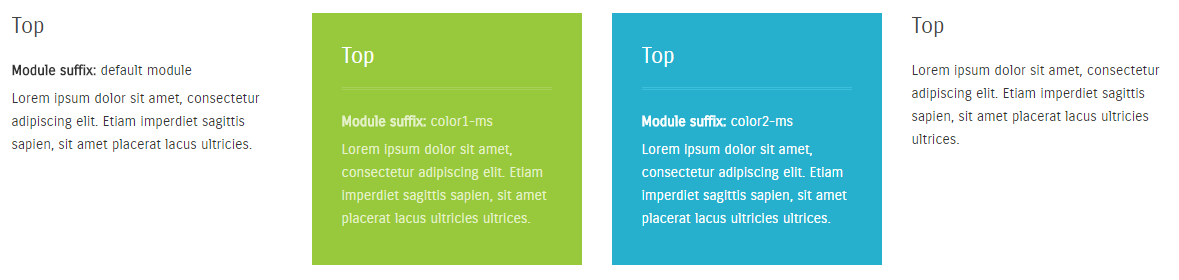 Top
Module suffix: default module
Lorem ipsum dolor sit amet, consectetur
adipiscing elit. Etiam imperdiet sagittis
sapien, sit amet placerat lacus ultricies.
Top
Module suffix: color1-ms
Lorem ipsum dolor sit amet,
consectetur adipiscing elit. Etiam
imperdiet sagittis sapien, sit amet
placerat lacus ultricies ultrices.
Top
Module suffix: color2-ms
Lorem ipsum dolor sit amet,
consectetur adipiscing elit. Etiam
imperdiet sagittis sapien, sit amet
placerat lacus ultricies ultrices.
Top
Lorem ipsum dolor sit amet, consectetur
adipiscing elit. Etiam imperdiet sagittis
sapien, sit amet placerat lacus ultricies
ultrices.